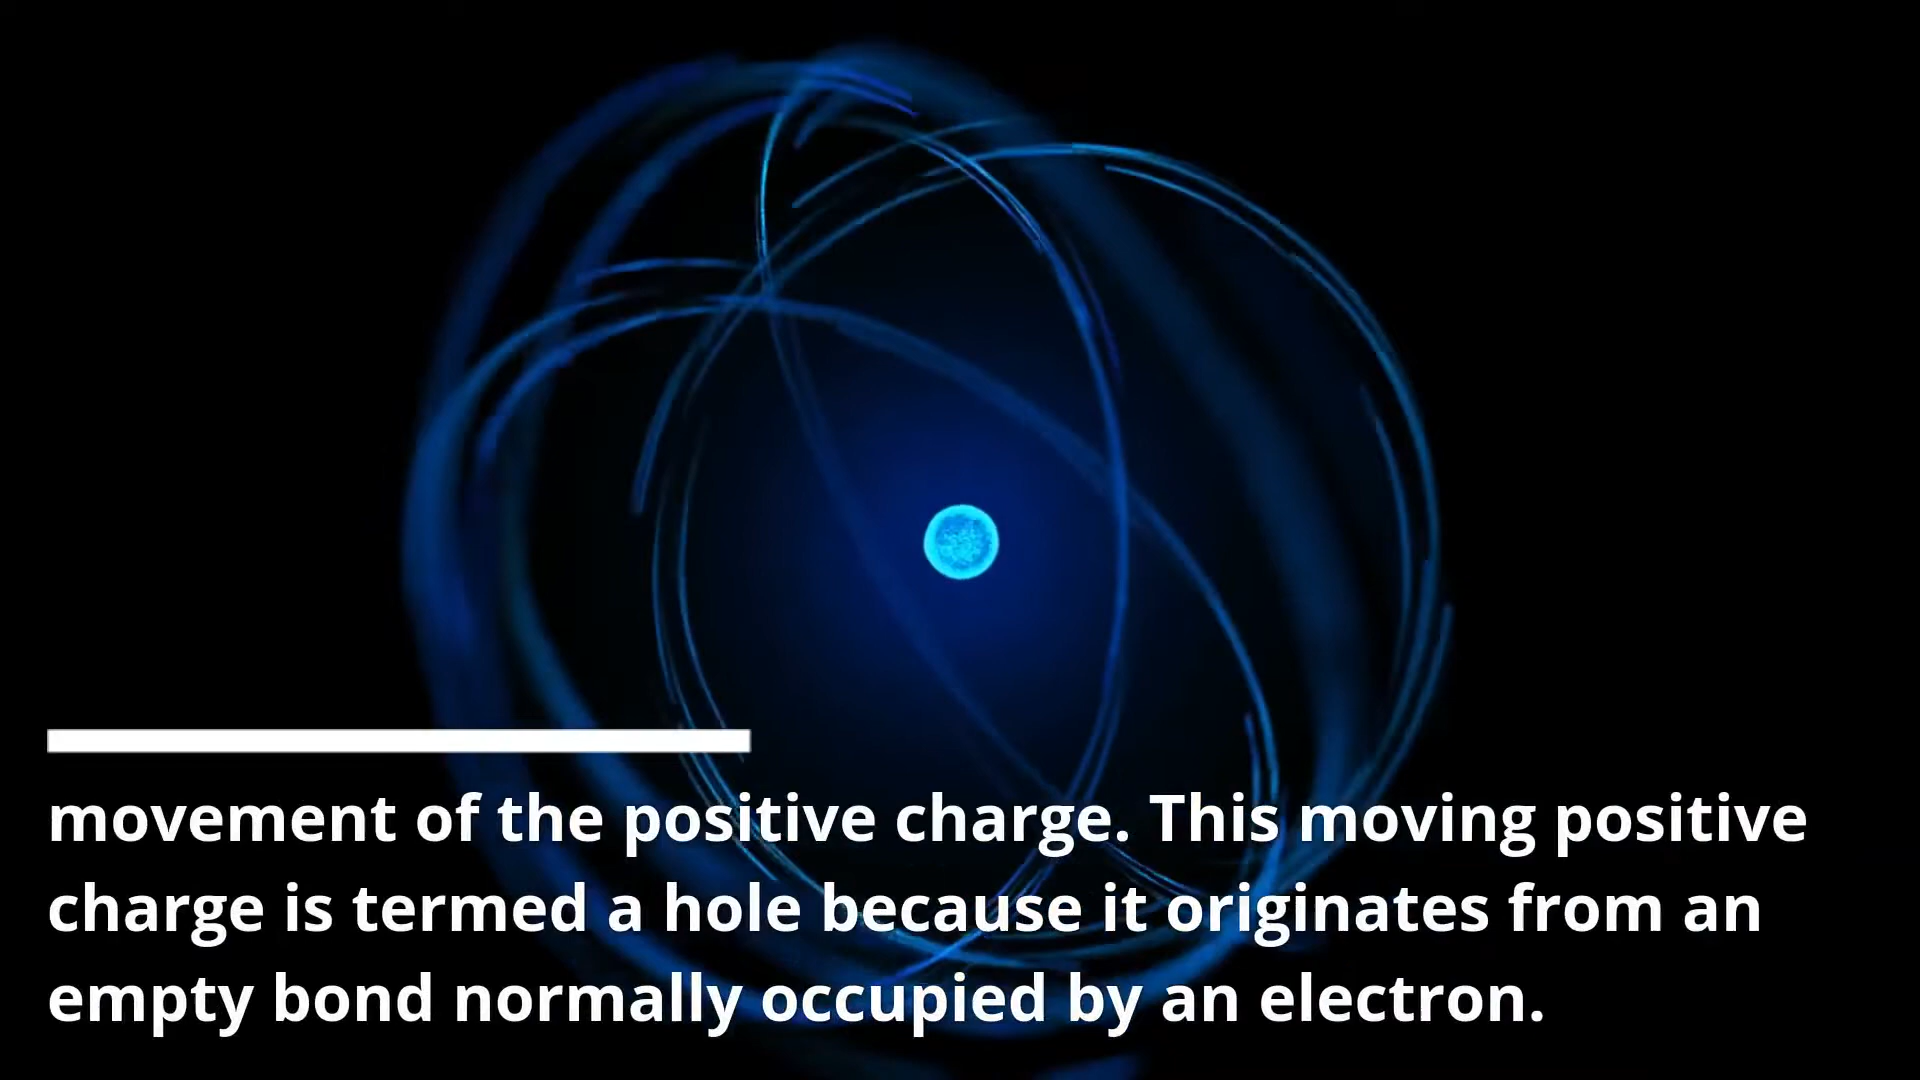 movement of the positive charge. This moving positive
charge is termed a hole because it originates from an
empty bond normally occupied by an electron.